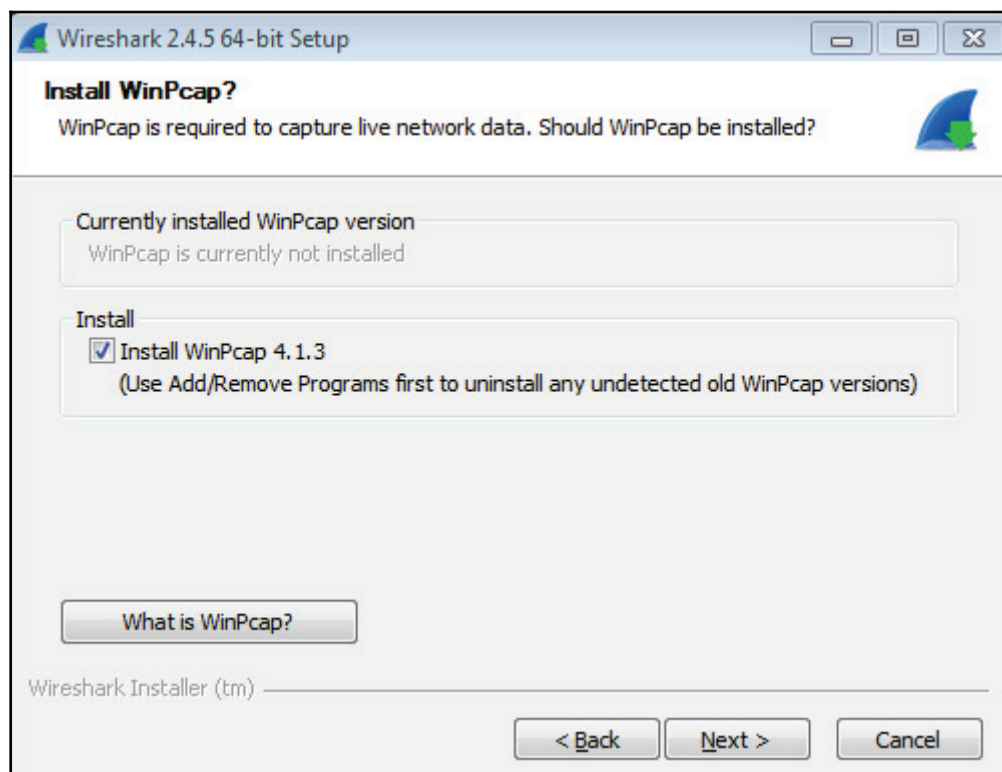 Wireshark 2.4.5 64-bit Setup
Install WinPcap?
WinPcap is required to capture live network data. Should WinPcap be installed?
Currently installed WinPcap version
WinPcap is currently not installed
Install
Install WinPcap 4.1.3
(Use Add/Remove Programs first to uninstall any undetected old WinPcap versions)
What is WinPcap?
Wireshark Installer (tm)
< Back
Next >
Cancel